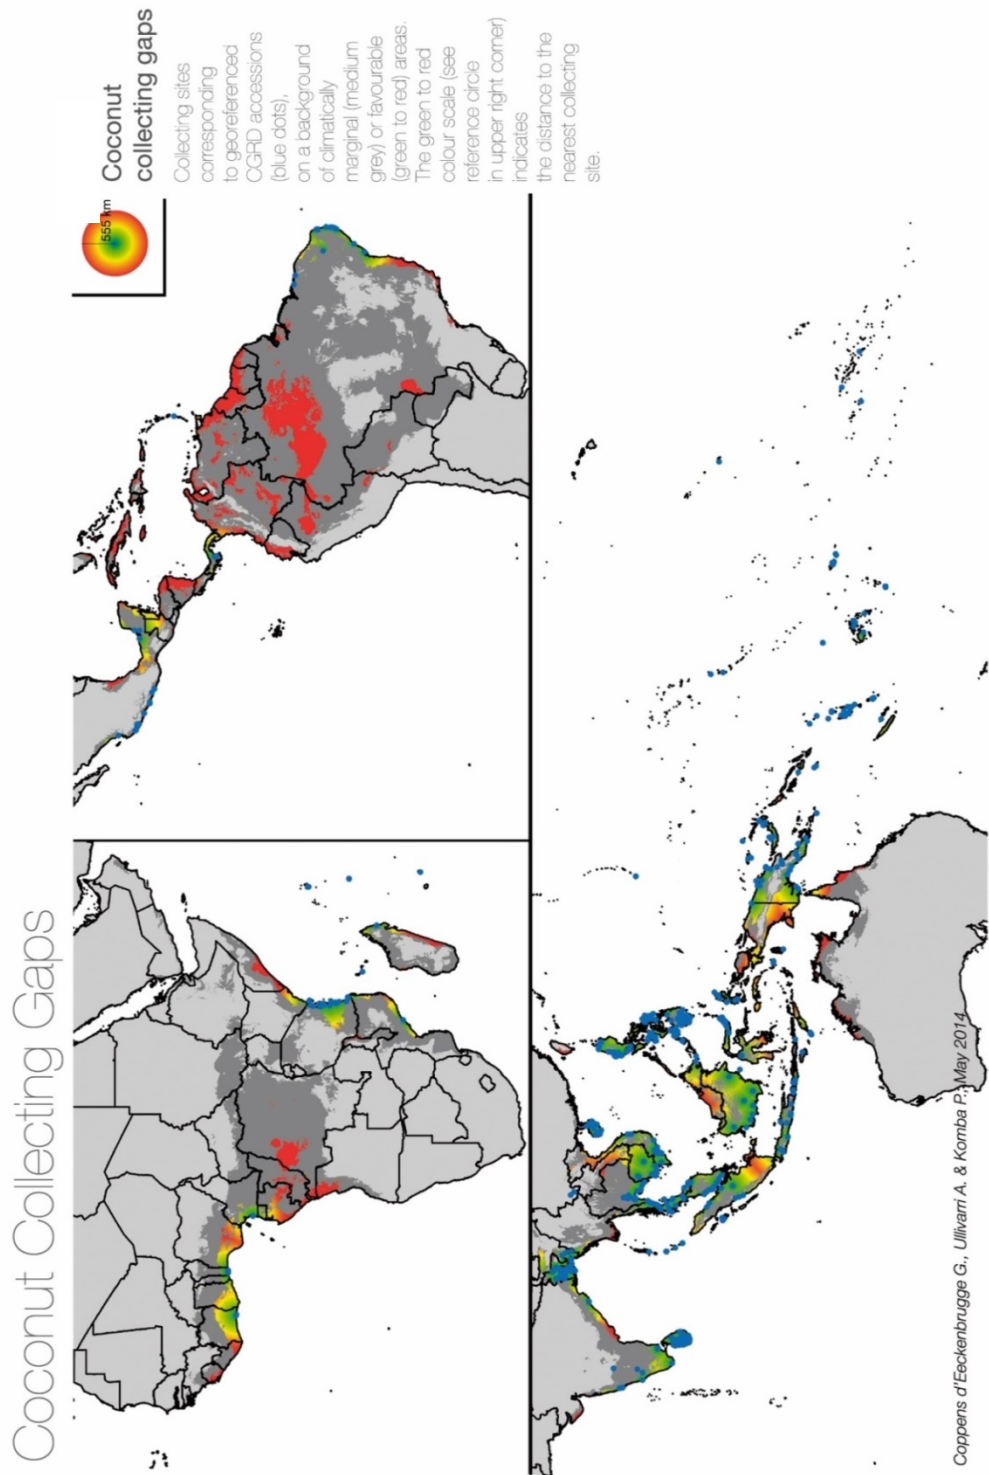 Coconut Collecting Gaps
555 km
Coconut
collecting gaps
Collecting sites
corresponding
to georeferenced
CGRD accessions
(blue dots),
on a background
of climatically
marginal (medium
grey) or favourable
(green to red) areas.
The green to red
colour scale (see
reference circle
in upper right corner)
indicates
the distance to the
nearest collecting
site.
Coppens d'Eeckenbrugge G., Ullivarri A. & Komba P., May 2014